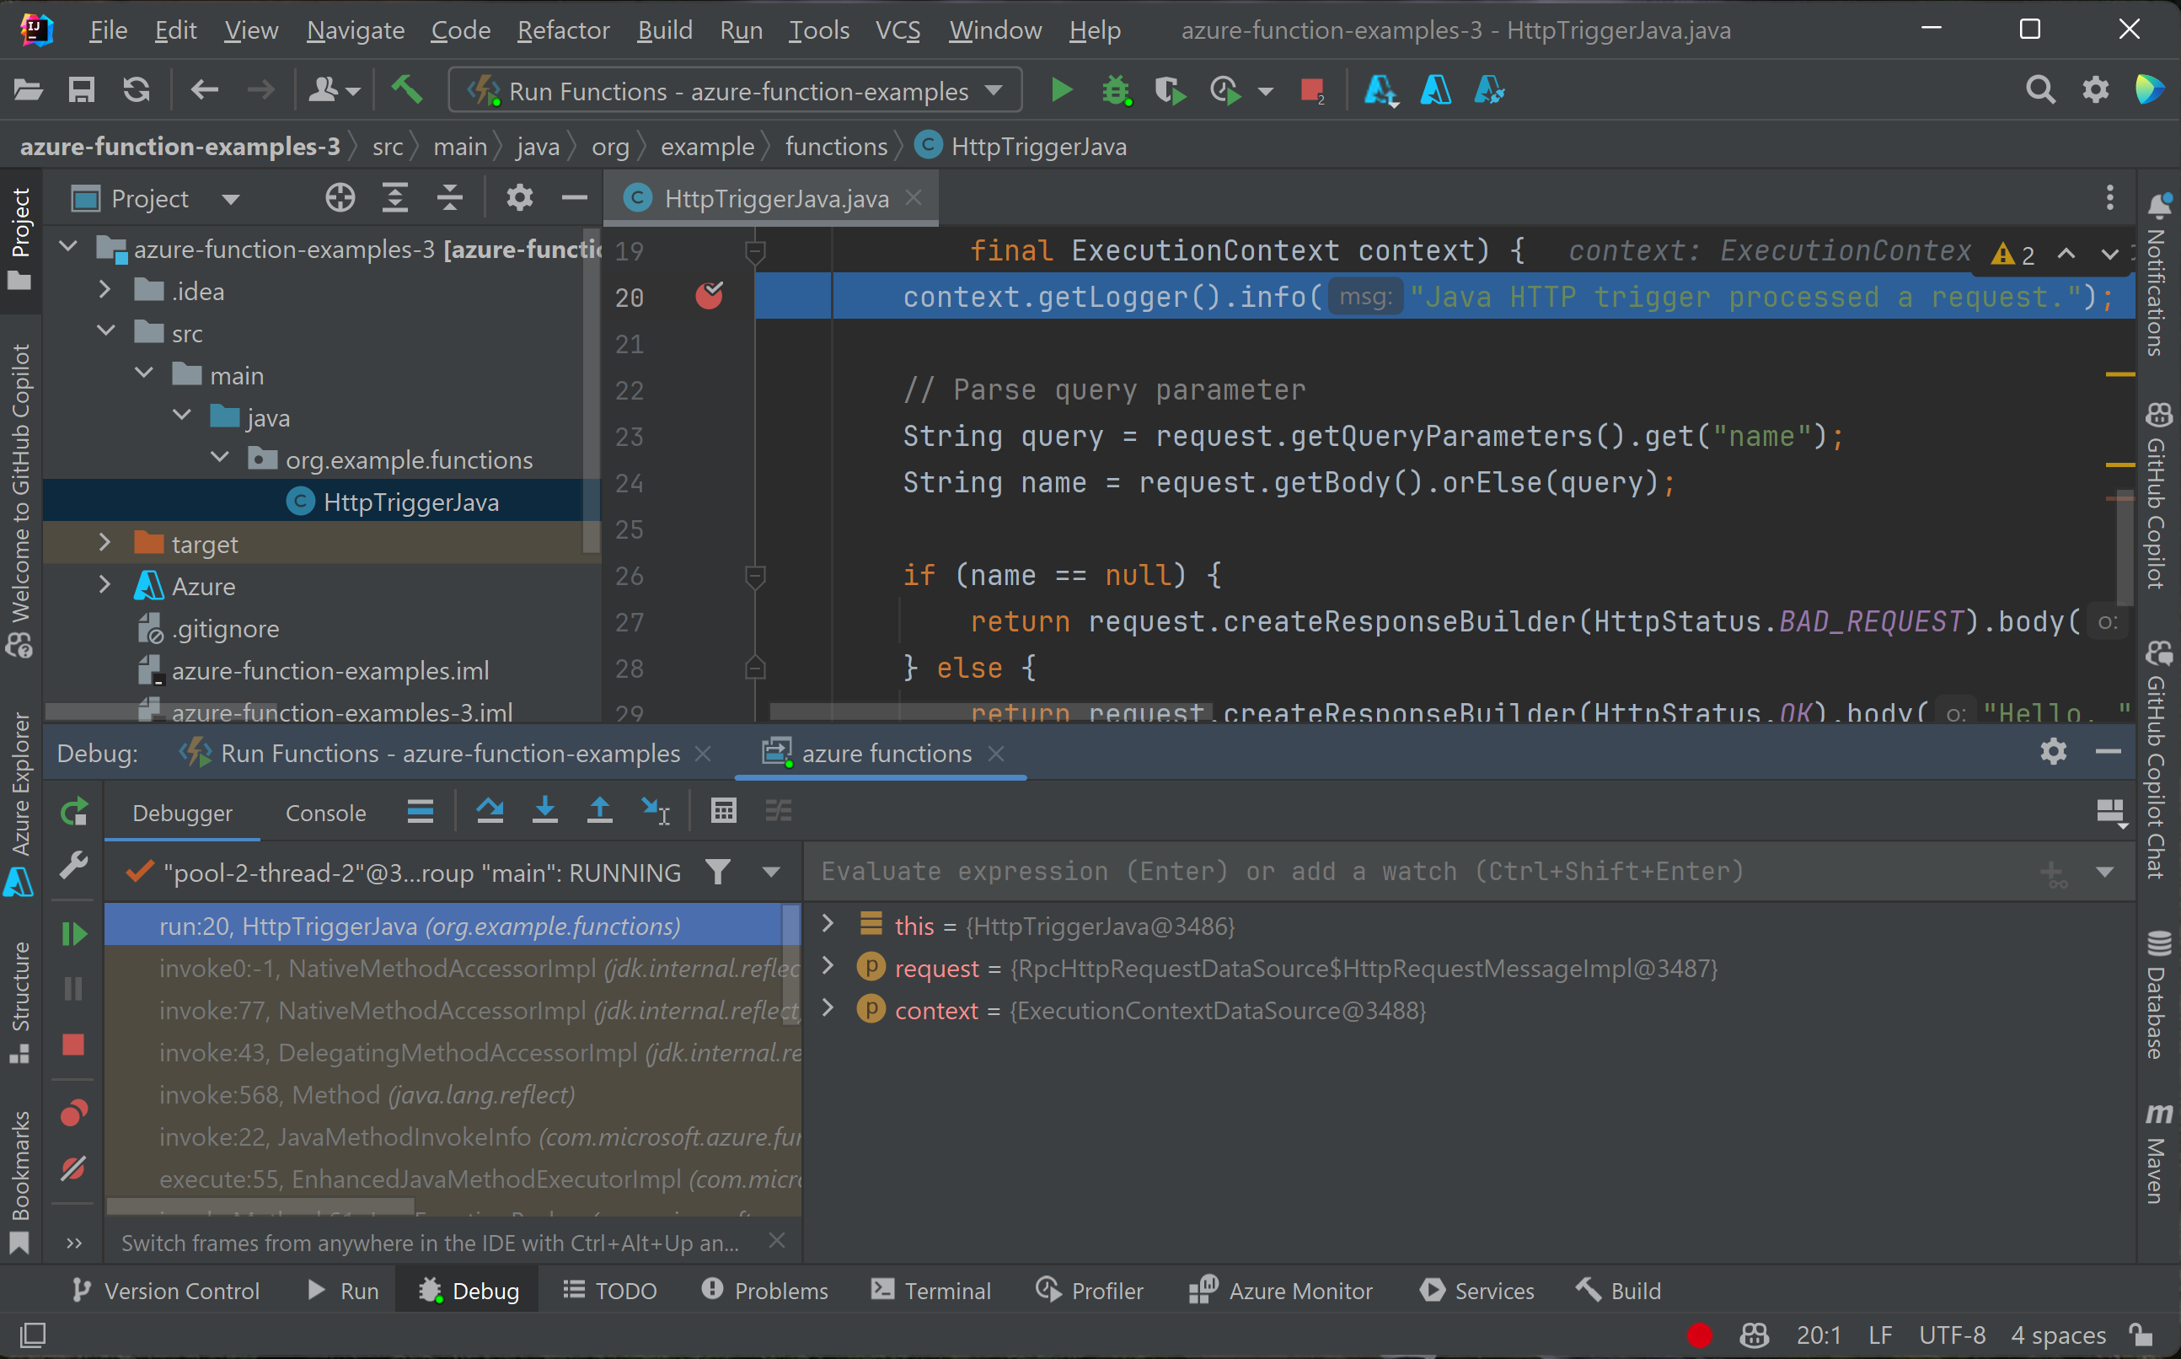 File Edit View Navigate Code Refactor Build Run Tools VCS Window Help azure-function-examples-3 - HttpTriggerJava.java
Run Functions - azure-function-examples
2
azure-function-examples-3 src main java org example functions HttpTriggerJava
Project
HttpTriggerJava.java
Project
Welcome to GitHub Copilot
Azure Explorer
Structure
Bookmarks
azure-function-examples-3 [azure-functi
.idea
src
main
java
org.example.functions
HttpTriggerJava
target
Azure
.gitignore
azure-function-examples.iml
azure-function-examples-3.iml
19 final ExecutionContext context) { context: ExecutionContex 2
20 context.getLogger().info( msg: "Java HTTP trigger processed a request.");
21
22 // Parse query parameter
23 String query = request.getQueryParameters().get("name");
24 String name = request.getBody().orElse(query);
25
26 if (name == null) {
27 return request.createResponseBuilder(HttpStatus.BAD_REQUEST).body( o:
28 } else {
29 return request.createResponseBuilder(HttpStatus.OK).body( o: "Hello, "
Notifications
GitHub Copilot
GitHub Copilot Chat
Database
Maven
Debug: Run Functions - azure-function-examples azure functions
Debugger Console
"pool-2-thread-2"@3...roup "main": RUNNING
Evaluate expression (Enter) or add a watch (Ctrl+Shift+Enter)
run:20, HttpTriggerJava (org.example.functions)
invoke0:-1, NativeMethodAccessorImpl (jdk.internal.reflec
invoke:77, NativeMethodAccessorImpl (jdk.internal.reflect,
invoke:43, DelegatingMethodAccessorImpl (jdk.internal.re
invoke:568, Method (java.lang.reflect)
invoke:22, JavaMethodInvokeInfo (com.microsoft.azure.fur
execute:55, EnhancedJavaMethodExecutorImpl (com.micro
Switch frames from anywhere in the IDE with Ctrl+Alt+Up an...
this = {HttpTriggerJava@3486}
request = {RpcHttpRequestDataSource$HttpRequestMessageImpl@3487}
context = {ExecutionContextDataSource@3488}
Version Control Run Debug TODO Problems Terminal Profiler Azure Monitor Services Build
20:1 LF UTF-8 4 spaces